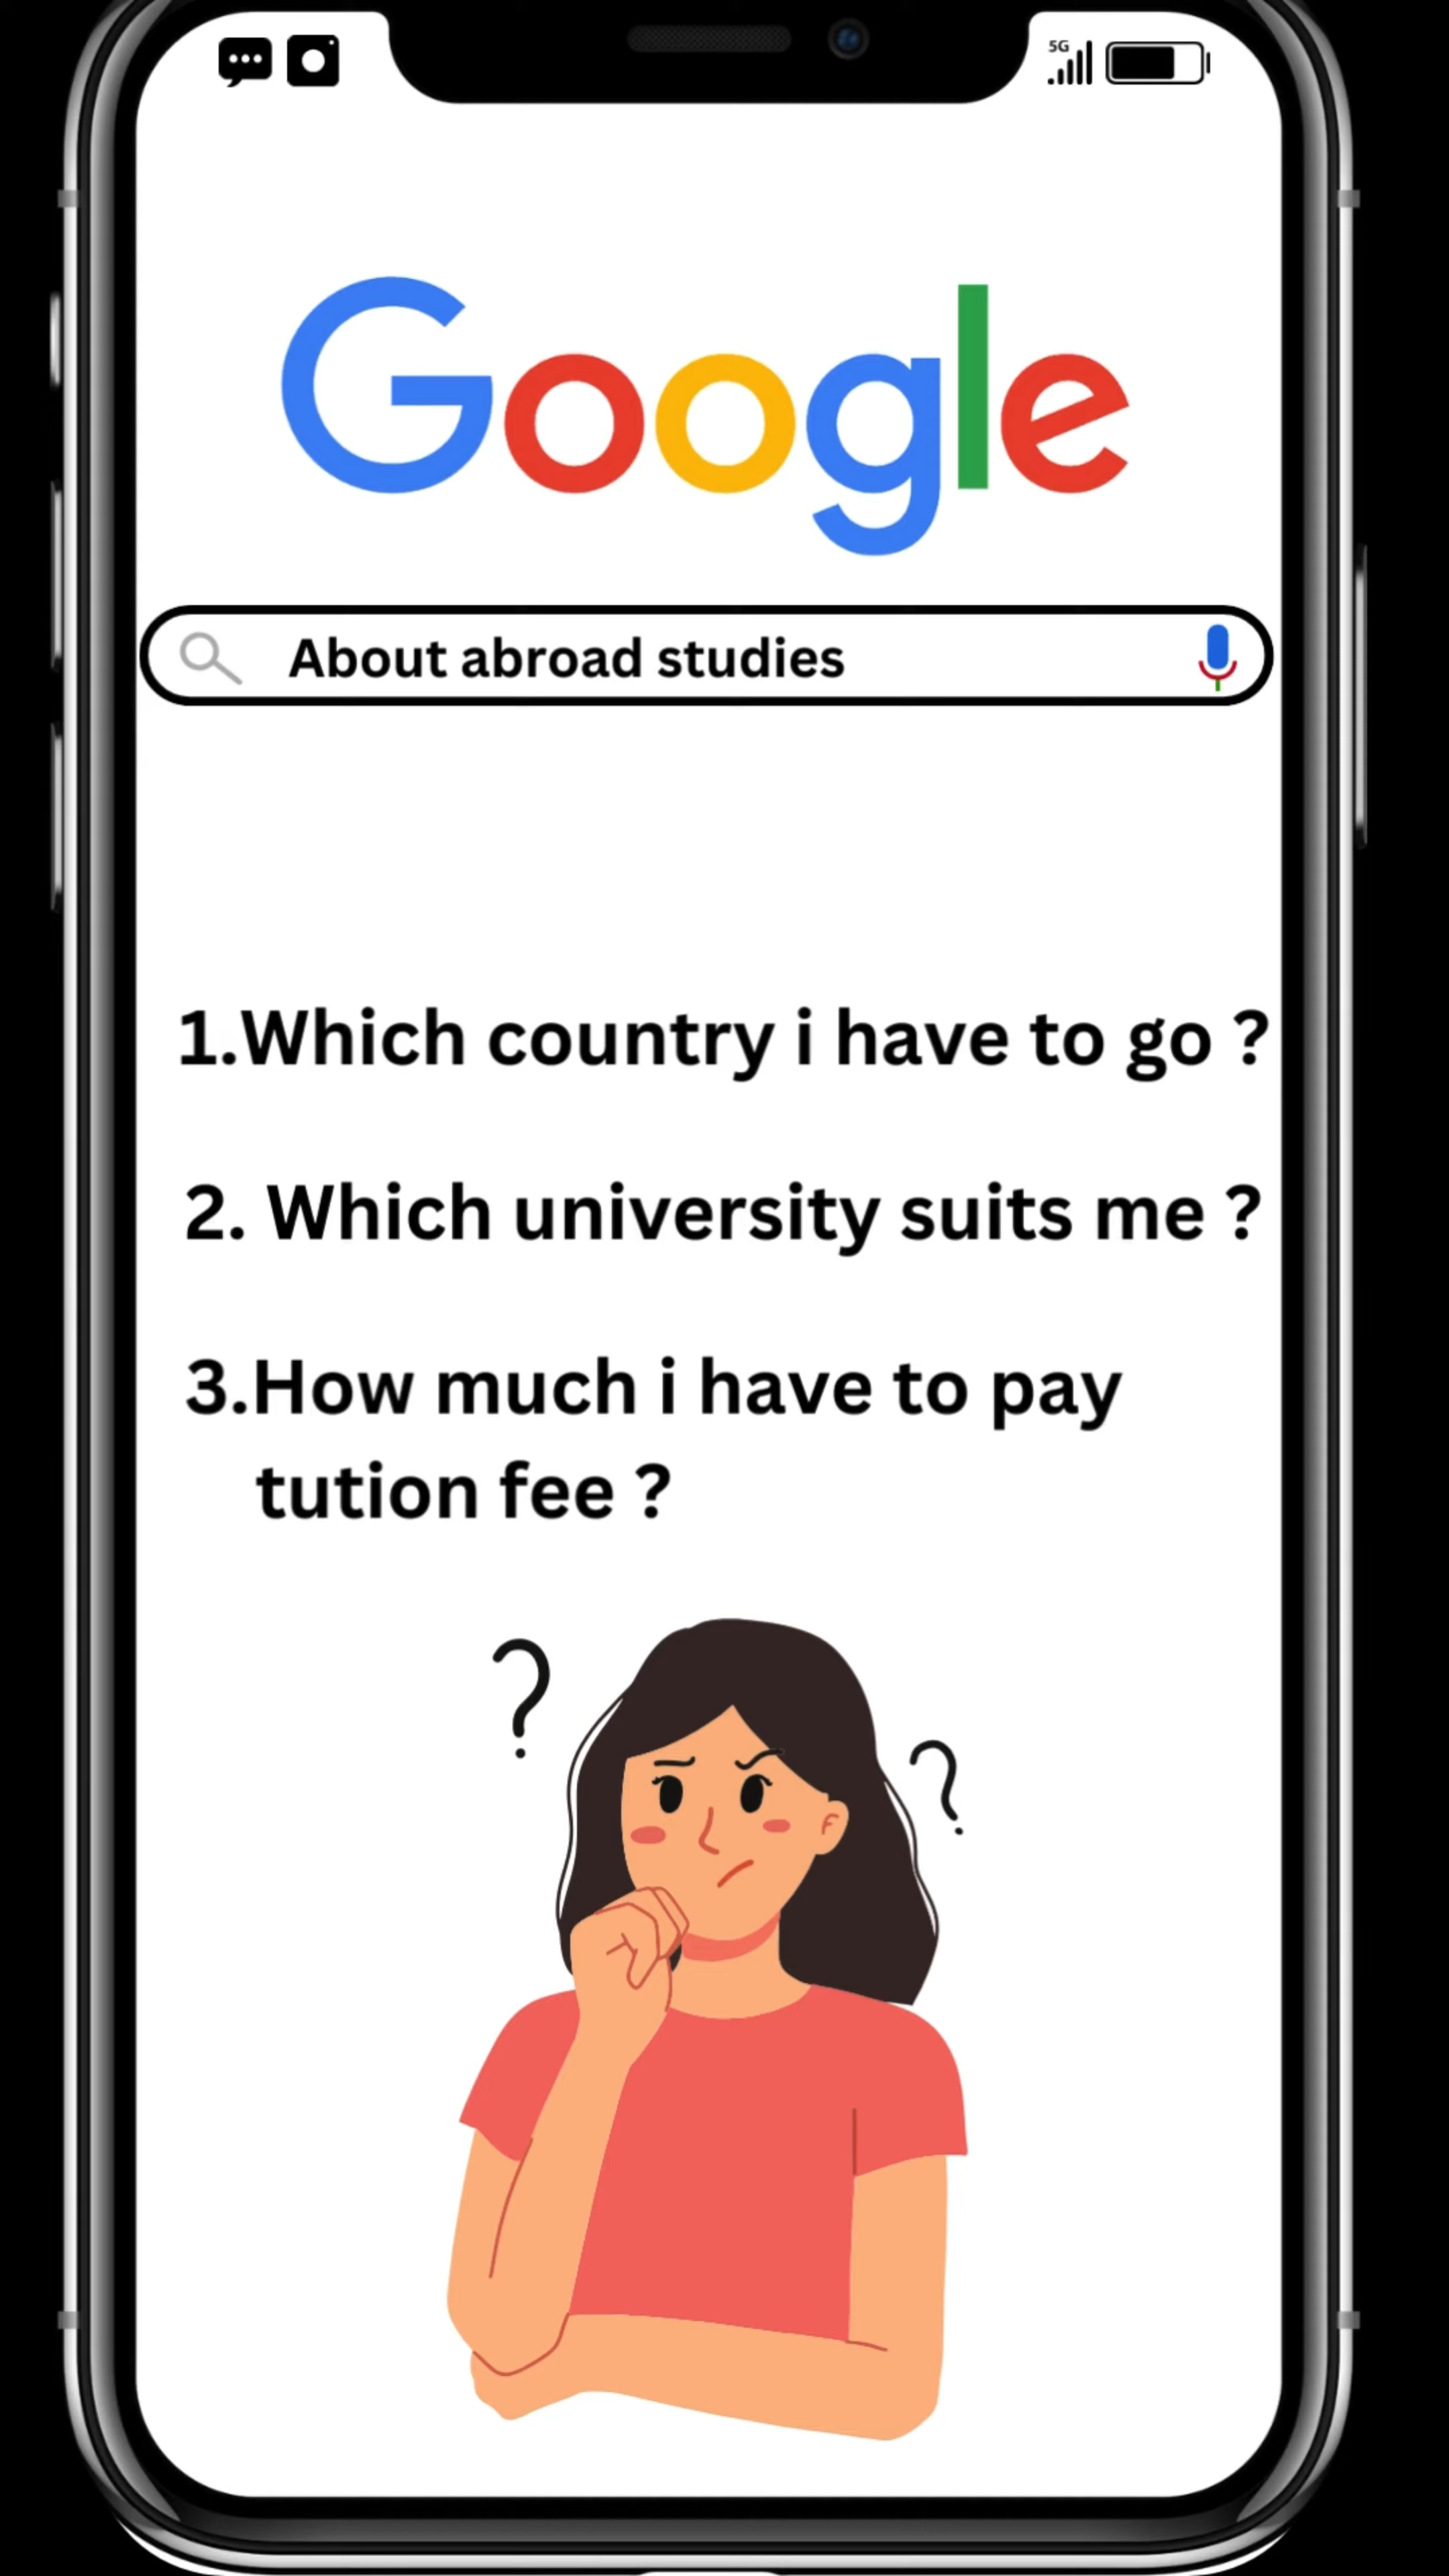 5G
Google
About abroad studies
1.Which country i have to go ?
2. Which university suits me ?
3.How much i have to pay
tution fee ?
? ?